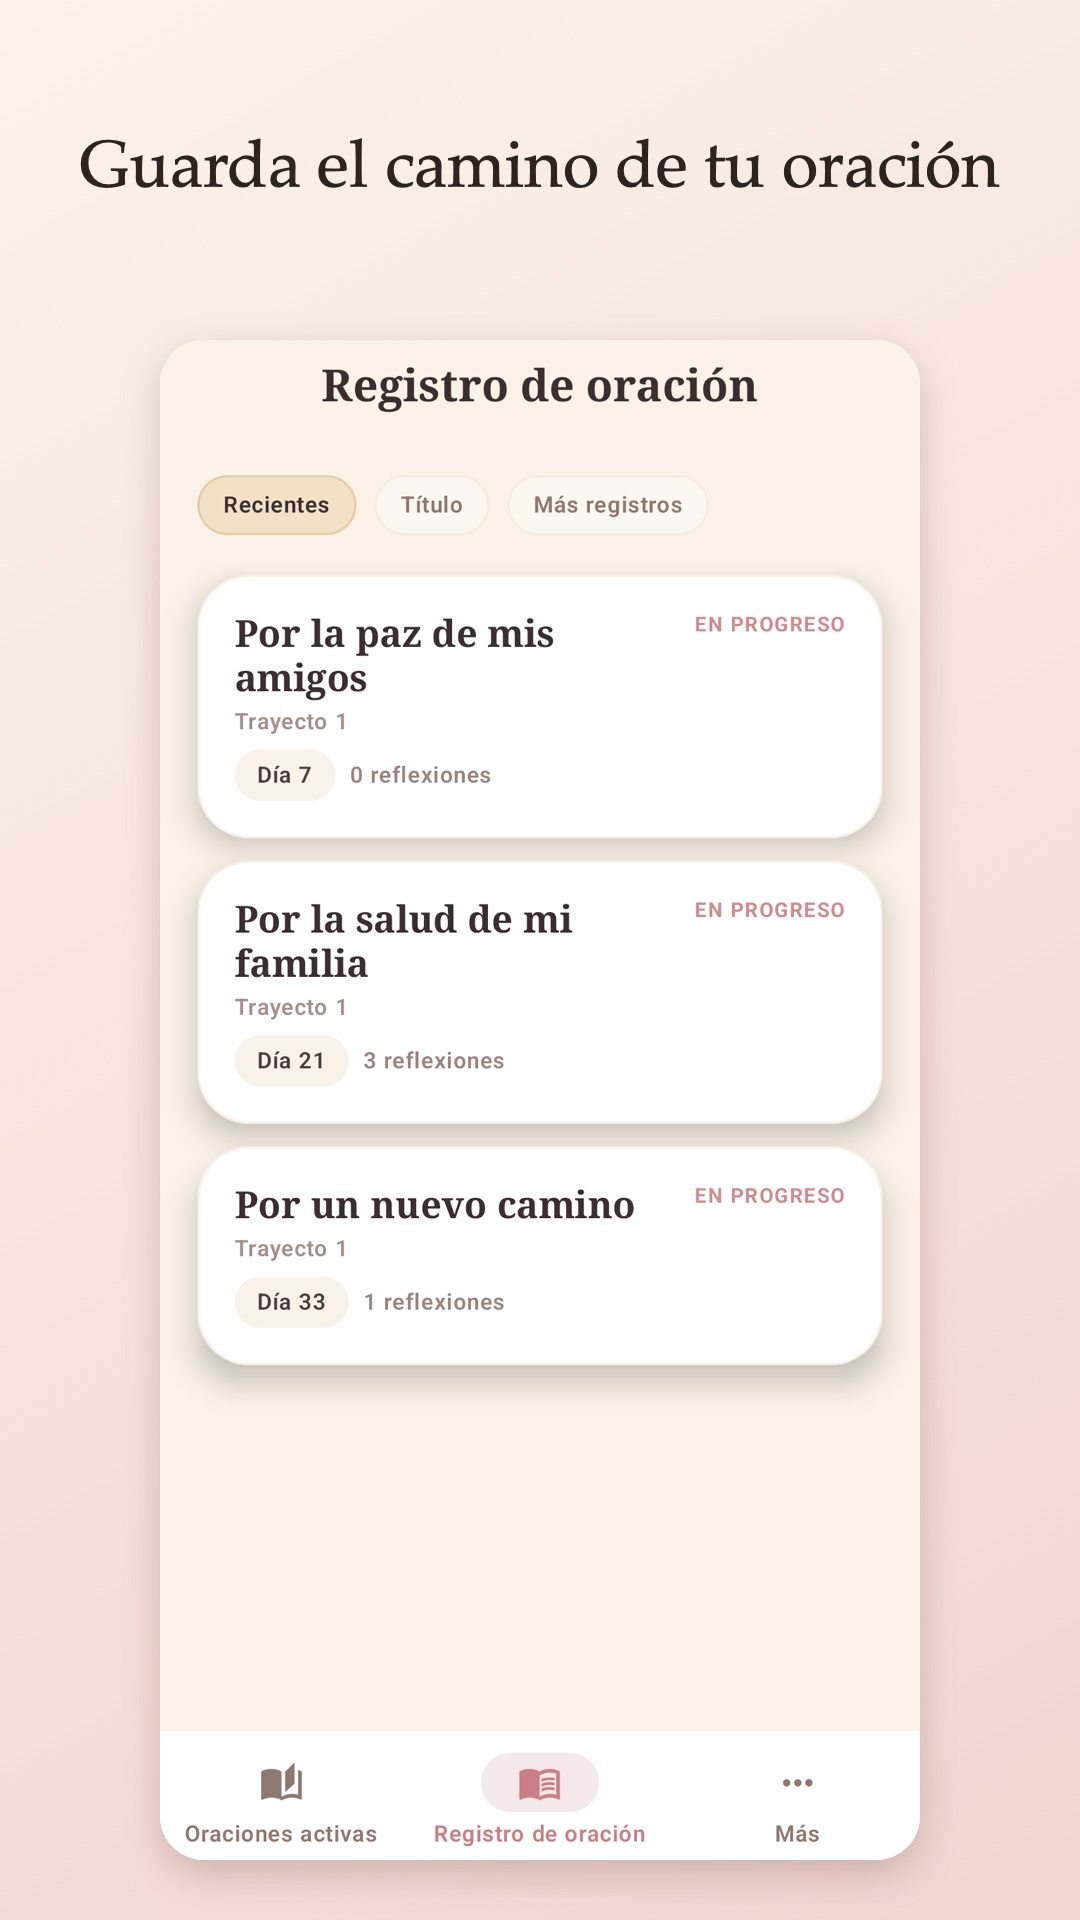 Guarda el camino de tu oración
Registro de oración
Recientes
Título
Más registros
Por la paz de mis
amigos
EN PROGRESO
Trayecto 1
Día 7
0 reflexiones
Por la salud de mi
familia
EN PROGRESO
Trayecto 1
Día 21
3 reflexiones
Por un nuevo camino
EN PROGRESO
Trayecto 1
Día 33
1 reflexiones
Oraciones activas
Registro de oración
Más